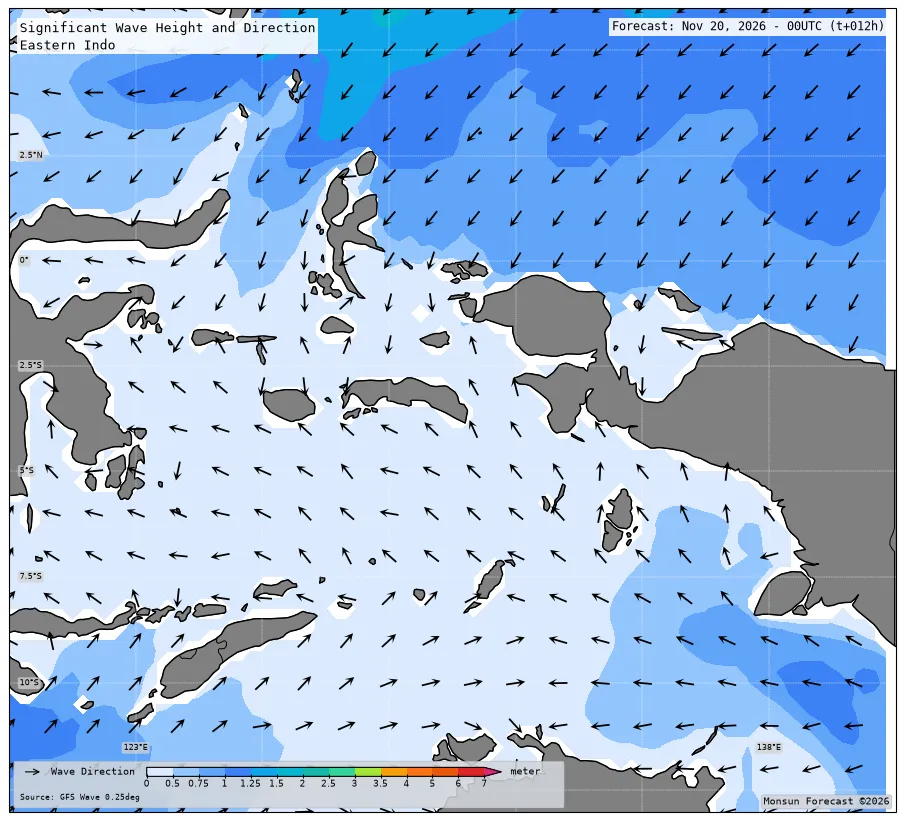 Significant Wave Height and Direction
Eastern Indo
Forecast: Nov 20, 2026 - 00UTC (t+012h)
2.5°N
0°
2.5°S
5°S
7.5°S
10°S
123°E
138°E
Wave Direction
meter
0 0.5 0.75 1 1.25 1.5 2 2.5 3 3.5 4 5 6 7
Source: GFS Wave 0.25deg
Monsun Forecast ©2026